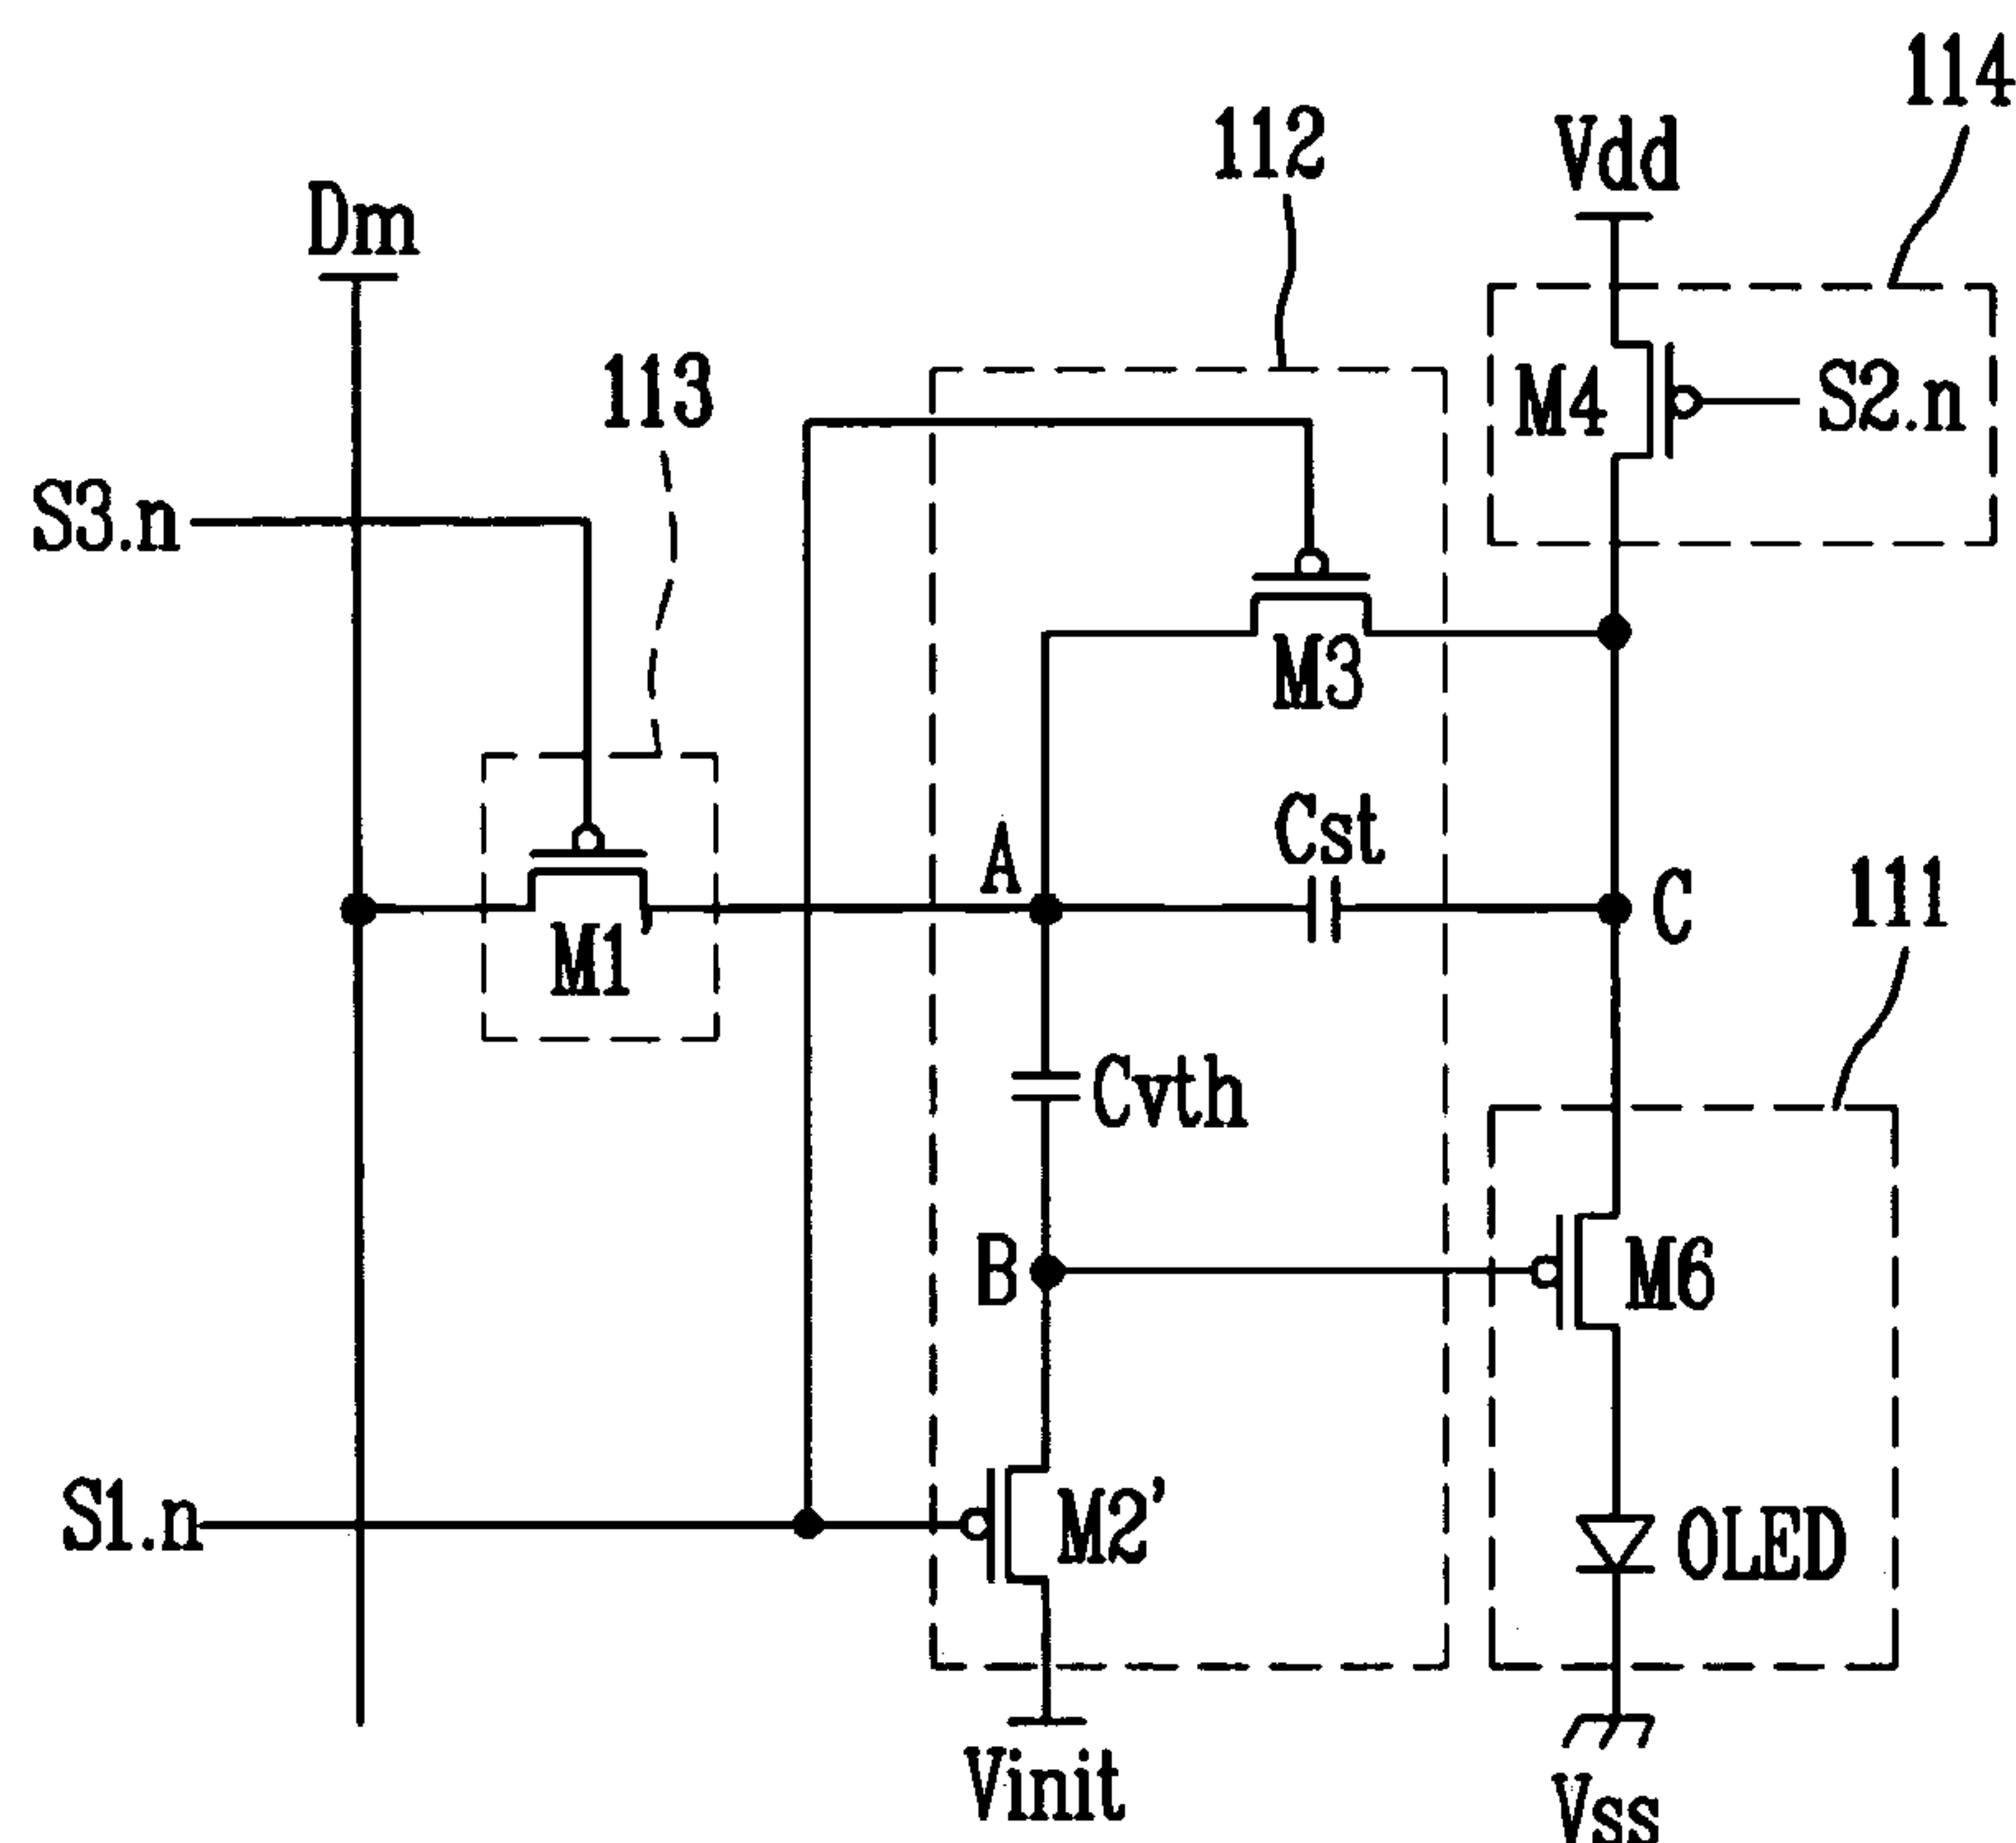 114
112
Vdd
Dm
113
M4
S2.n
S3.n
M3
Cst
A
C
111
M1'
Cvth
B
M6
S1.n
M2'
OLED
Vinit
Vss